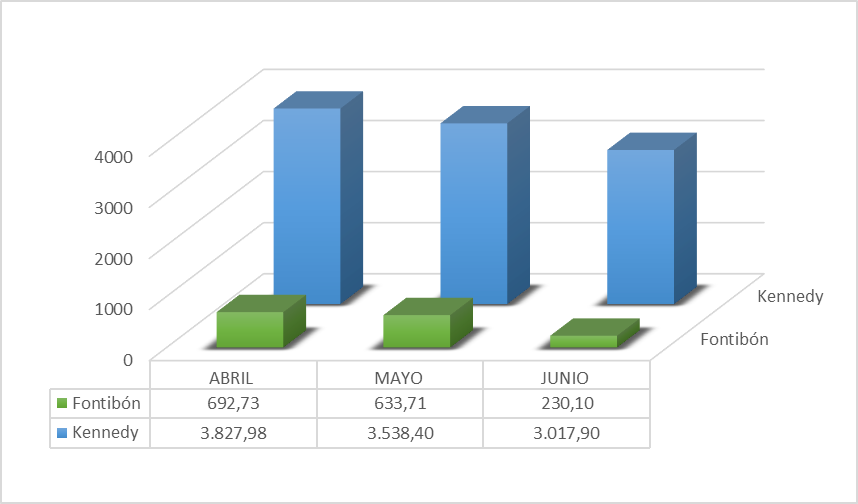 4000
3000
2000
1000
0
Kennedy
Fontibón
ABRIL MAYO JUNIO
Fontibón 692,73 633,71 230,10
Kennedy 3.827,98 3.538,40 3.017,90